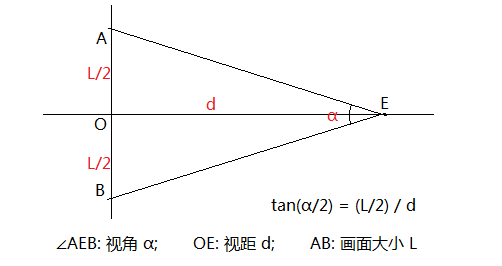 A
L/2
d
E
O
α
L/2
B
tan(α/2) = (L/2) / d
∠AEB: 视角 α; OE: 视距 d; AB: 画面大小 L